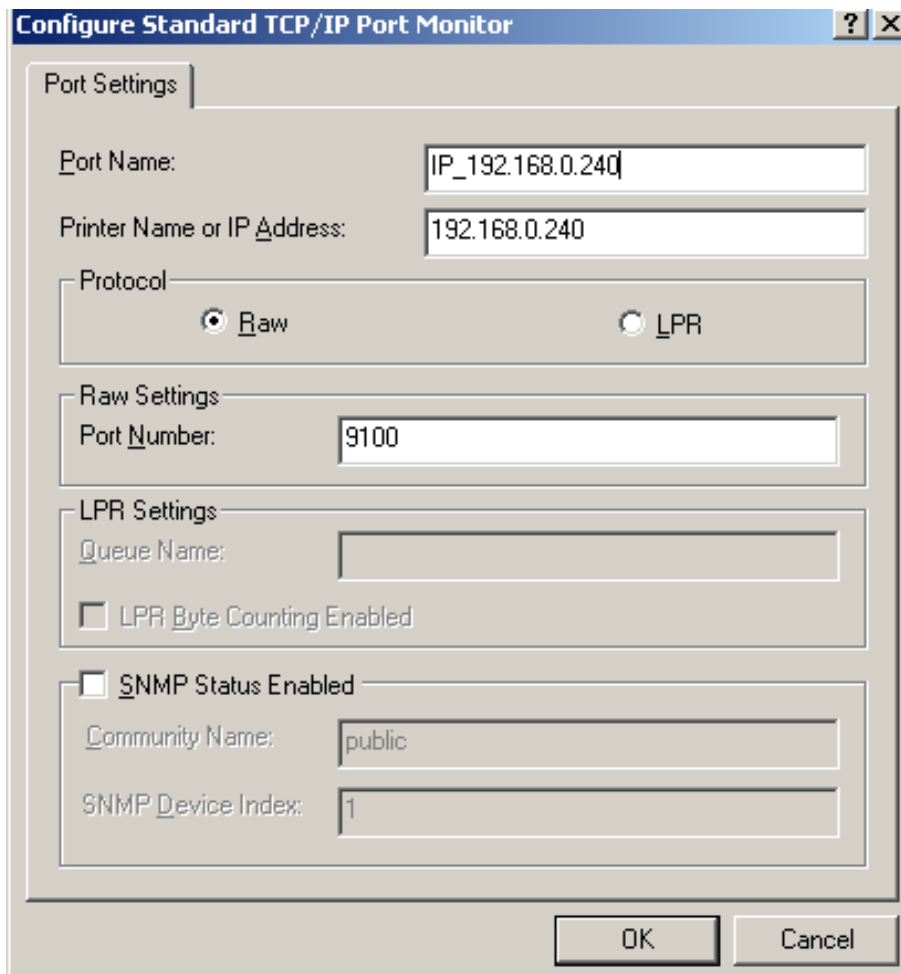 Configure Standard TCP/IP Port Monitor
Port Settings
Port Name: IP_192.168.0.240
Printer Name or IP Address: 192.168.0.240
Protocol
Raw LPR
Raw Settings
Port Number: 9100
LPR Settings
Queue Name:
LPR Byte Counting Enabled
SNMP Status Enabled
Community Name: public
SNMP Device Index: 1
OK Cancel